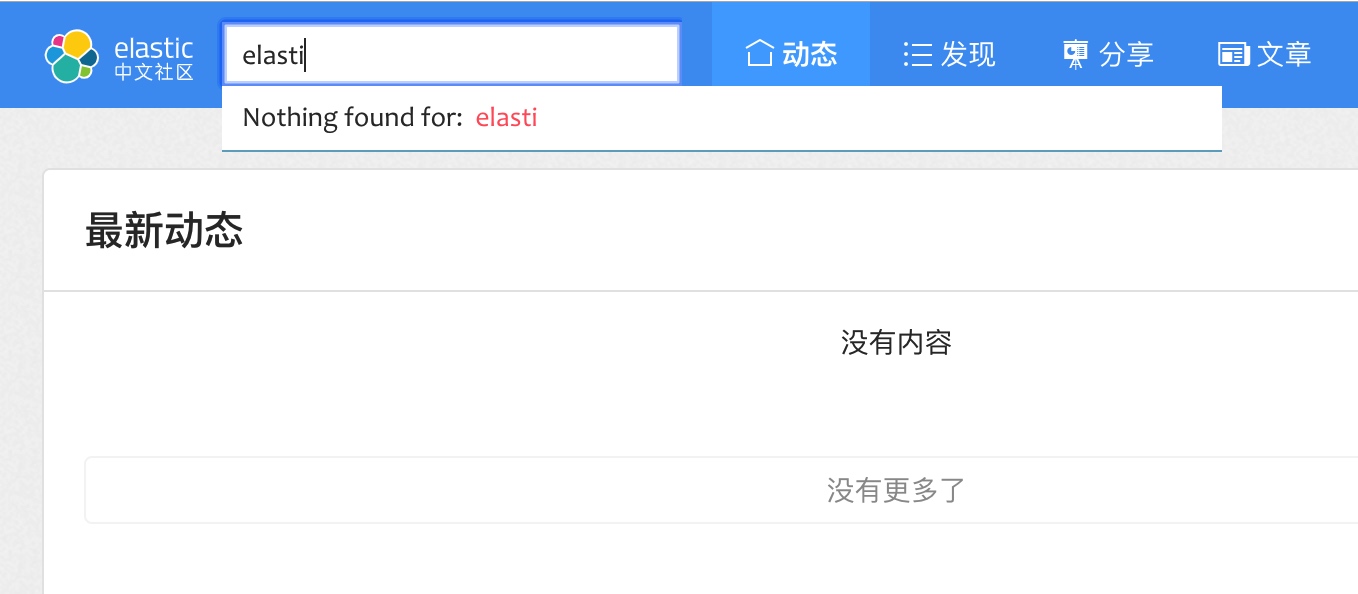 elastic
中文社区
elasti
动态
发现
分享
文章
Nothing found for: elasti
最新动态
没有内容
没有更多了